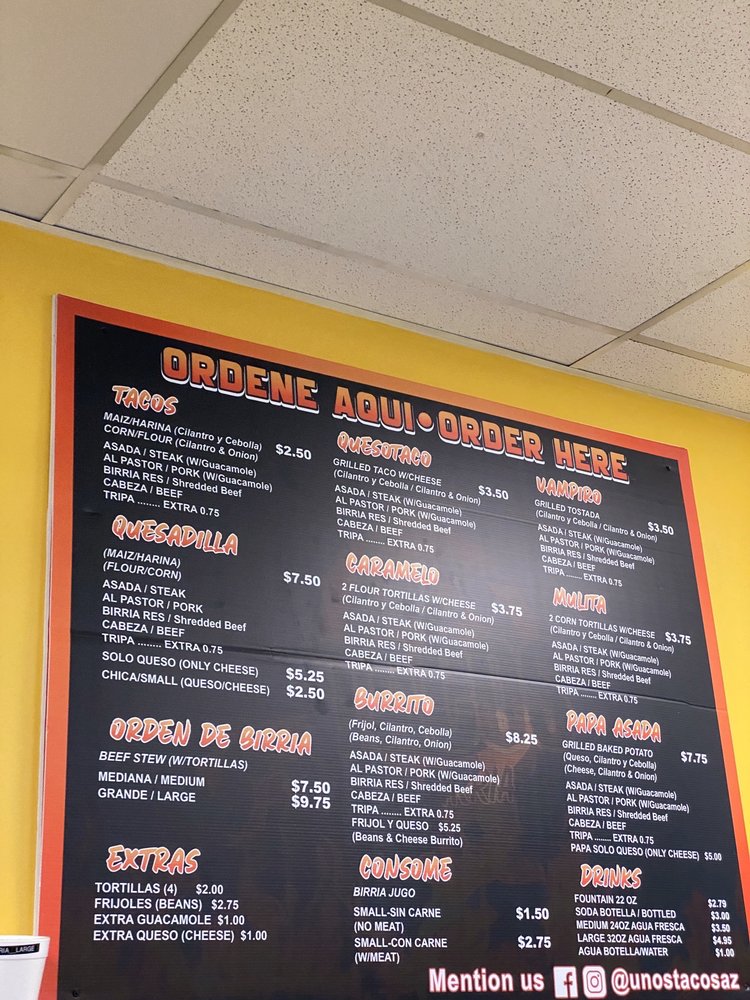 ORDENE AQUI • ORDER HERE
TACOS
MAIZ/HARINA (Cilantro y Cebolla)
CORN/FLOUR (Cilantro & Onion)
$2.50
ASADA / STEAK (W/Guacamole)
AL PASTOR / PORK (W/Guacamole)
BIRRIA RES / Shredded Beef
CABEZA / BEEF
TRIPA ........ EXTRA 0.75
QUESADILLA
(MAIZ/HARINA)
(FLOUR/CORN)
$7.50
ASADA / STEAK
AL PASTOR / PORK
BIRRIA RES / Shredded Beef
CABEZA / BEEF
TRIPA ........ EXTRA 0.75
SOLO QUESO (ONLY CHEESE) $5.25
CHICA/SMALL (QUESO/CHEESE) $2.50
ORDEN DE BIRRIA
BEEF STEW (W/TORTILLAS)
MEDIANA / MEDIUM $7.50
GRANDE / LARGE $9.75
EXTRAS
TORTILLAS (4) $2.00
FRIJOLES (BEANS) $2.75
EXTRA GUACAMOLE $1.00
EXTRA QUESO (CHEESE) $1.00
QUESOTACO
GRILLED TACO W/CHEESE
(Cilantro y Cebolla / Cilantro & Onion)
$3.50
ASADA / STEAK (W/Guacamole)
AL PASTOR / PORK (W/Guacamole)
BIRRIA RES / Shredded Beef
CABEZA / BEEF
TRIPA ........ EXTRA 0.75
CARAMELO
2 FLOUR TORTILLAS W/CHEESE
(Cilantro y Cebolla / Cilantro & Onion)
$3.75
ASADA / STEAK (W/Guacamole)
AL PASTOR / PORK (W/Guacamole)
BIRRIA RES / Shredded Beef
CABEZA / BEEF
TRIPA ........ EXTRA 0.75
BURRITO
(Frijol, Cilantro, Cebolla)
(Beans, Cilantro, Onion)
$8.25
ASADA / STEAK (W/Guacamole)
AL PASTOR / PORK (W/Guacamole)
BIRRIA RES / Shredded Beef
CABEZA / BEEF
TRIPA ........ EXTRA 0.75
FRIJOL Y QUESO $5.25
(Beans & Cheese Burrito)
CONSOME
BIRRIA JUGO
SMALL-SIN CARNE $1.50
(NO MEAT)
SMALL-CON CARNE $2.75
(W/MEAT)
VAMPIRO
GRILLED TOSTADA
(Cilantro y Cebolla / Cilantro & Onion)
$3.50
ASADA / STEAK (W/Guacamole)
AL PASTOR / PORK (W/Guacamole)
BIRRIA RES / Shredded Beef
CABEZA / BEEF
TRIPA ........ EXTRA 0.75
MULITA
2 CORN TORTILLAS W/CHEESE
(Cilantro y Cebolla / Cilantro & Onion)
$3.75
ASADA / STEAK (W/Guacamole)
AL PASTOR / PORK (W/Guacamole)
BIRRIA RES / Shredded Beef
CABEZA / BEEF
TRIPA ........ EXTRA 0.75
PAPA ASADA
GRILLED BAKED POTATO
(Queso, Cilantro y Cebolla)
(Cheese, Cilantro & Onion)
$7.75
ASADA / STEAK (W/Guacamole)
AL PASTOR / PORK (W/Guacamole)
BIRRIA RES / Shredded Beef
CABEZA / BEEF
TRIPA ........ EXTRA 0.75
PAPA SOLO QUESO (ONLY CHEESE) $5.00
DRINKS
FOUNTAIN 22 OZ $2.79
SODA BOTELLA / BOTTLED $3.00
MEDIUM 24OZ AGUA FRESCA $3.50
LARGE 32OZ AGUA FRESCA $4.95
AGUA BOTELLA/WATER $1.00
Mention us @unostacosaz
LARGE